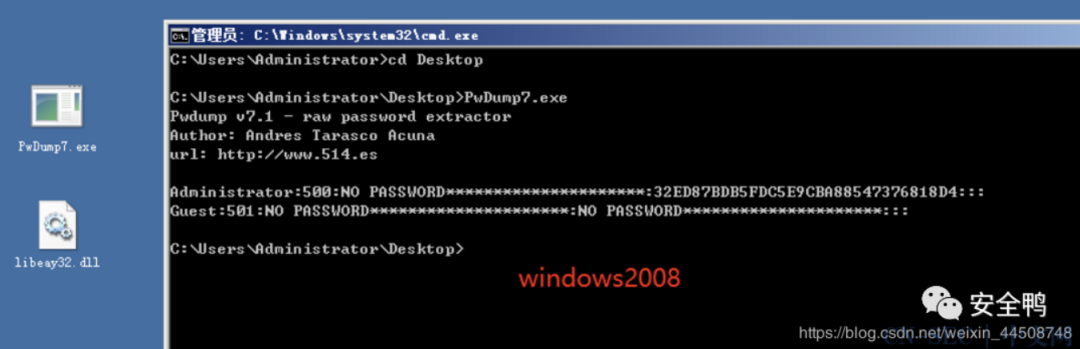 管理员: C:\Windows\system32\cmd.exe
C:\Users\Administrator>cd Desktop
C:\Users\Administrator\Desktop>PwDump7.exe
Pwdump v7.1 - raw password extractor
Author: Andres Tarasco Acuna
url: http://www.514.es
Administrator:500:NO PASSWORD*********************:32ED87BDB5FDC5E9CBA88547376818D4:::
Guest:501:NO PASSWORD*********************:NO PASSWORD*********************:::
C:\Users\Administrator\Desktop>
PwDump7.exe
libeay32.dll
windows2008
安全鸭
https://blog.csdn.net/weixin_44508748